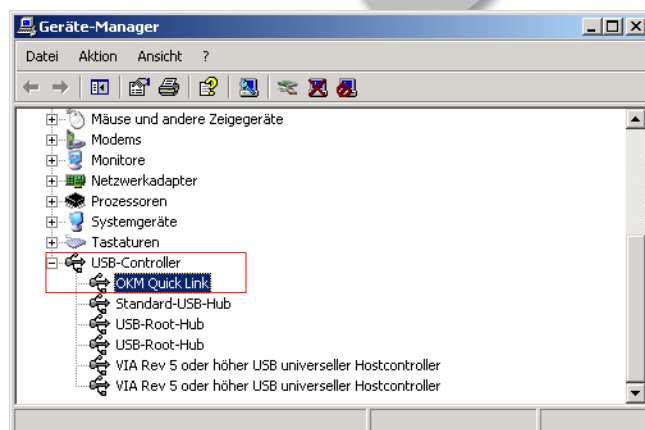 Geräte-Manager
Datei Aktion Ansicht ?
Mäuse und andere Zeigegeräte
Modems
Monitore
Netzwerkadapter
Prozessoren
Systemgeräte
Tastaturen
USB-Controller
OKM Quick Link
Standard-USB-Hub
USB-Root-Hub
USB-Root-Hub
VIA Rev 5 oder höher USB universeller Hostcontroller
VIA Rev 5 oder höher USB universeller Hostcontroller